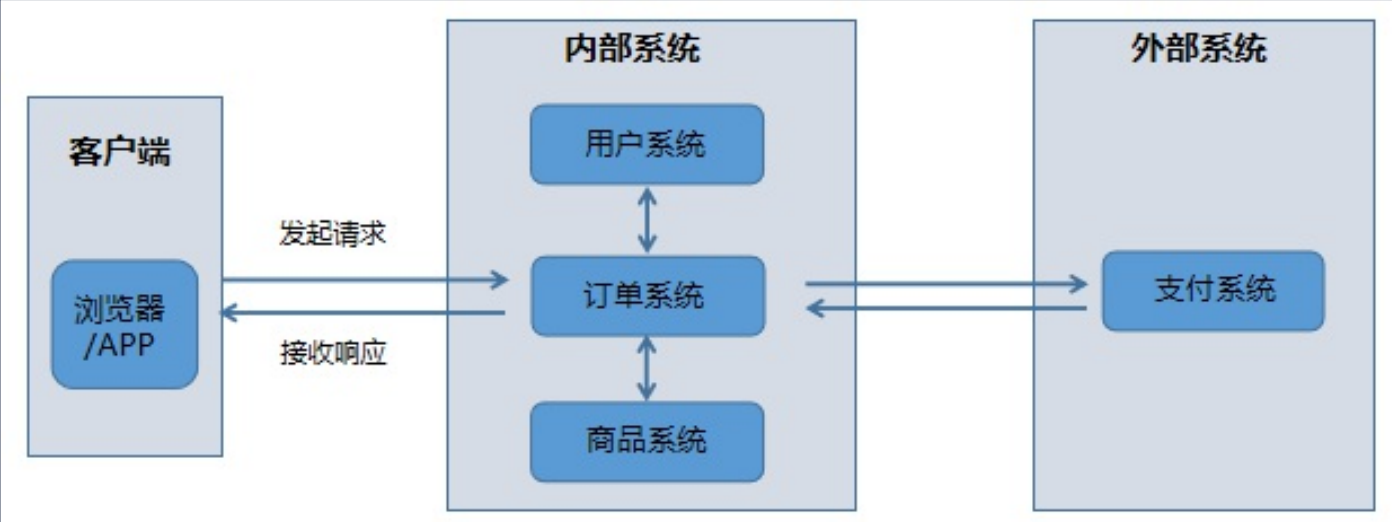 客户端
浏览器
/APP
发起请求
接收响应
内部系统
用户系统
订单系统
商品系统
外部系统
支付系统